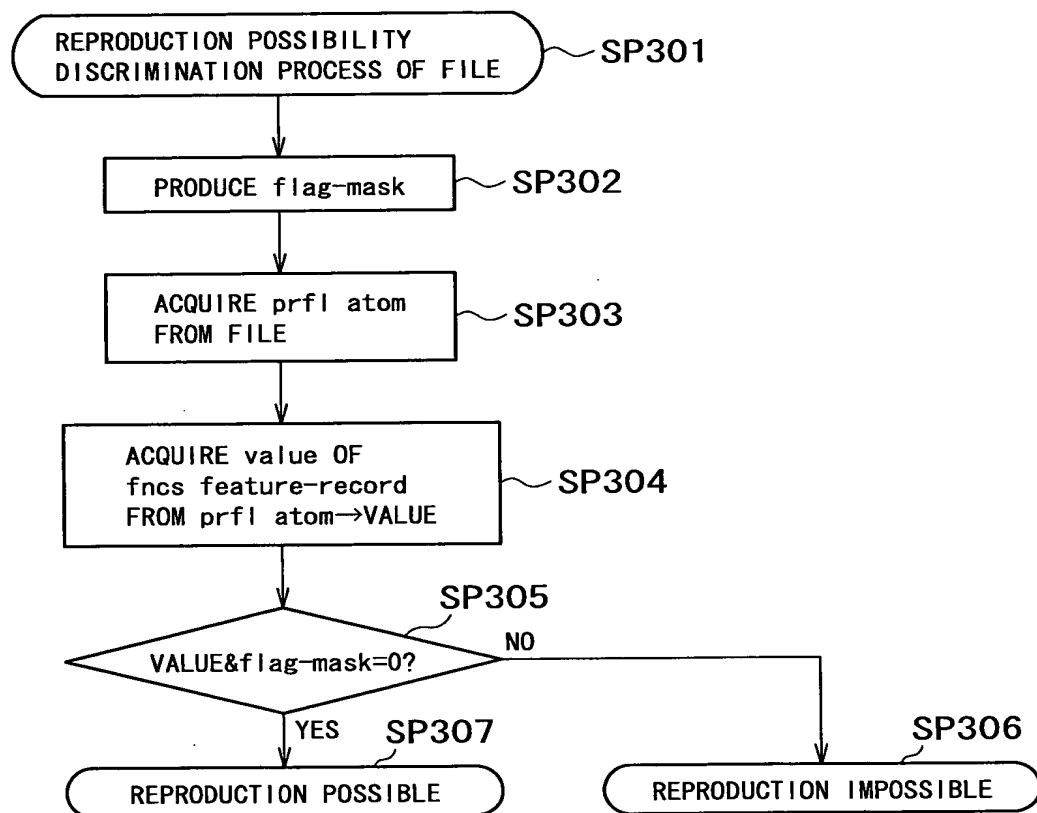 REPRODUCTION POSSIBILITY
DISCRIMINATION PROCESS OF FILE
SP301
PRODUCE flag-mask
SP302
ACQUIRE prfl atom
FROM FILE
SP303
ACQUIRE value OF
fncs feature-record
FROM prfl atom→VALUE
SP304
SP305
VALUE&flag-mask=0?
NO
YES
SP307
SP306
REPRODUCTION POSSIBLE
REPRODUCTION IMPOSSIBLE